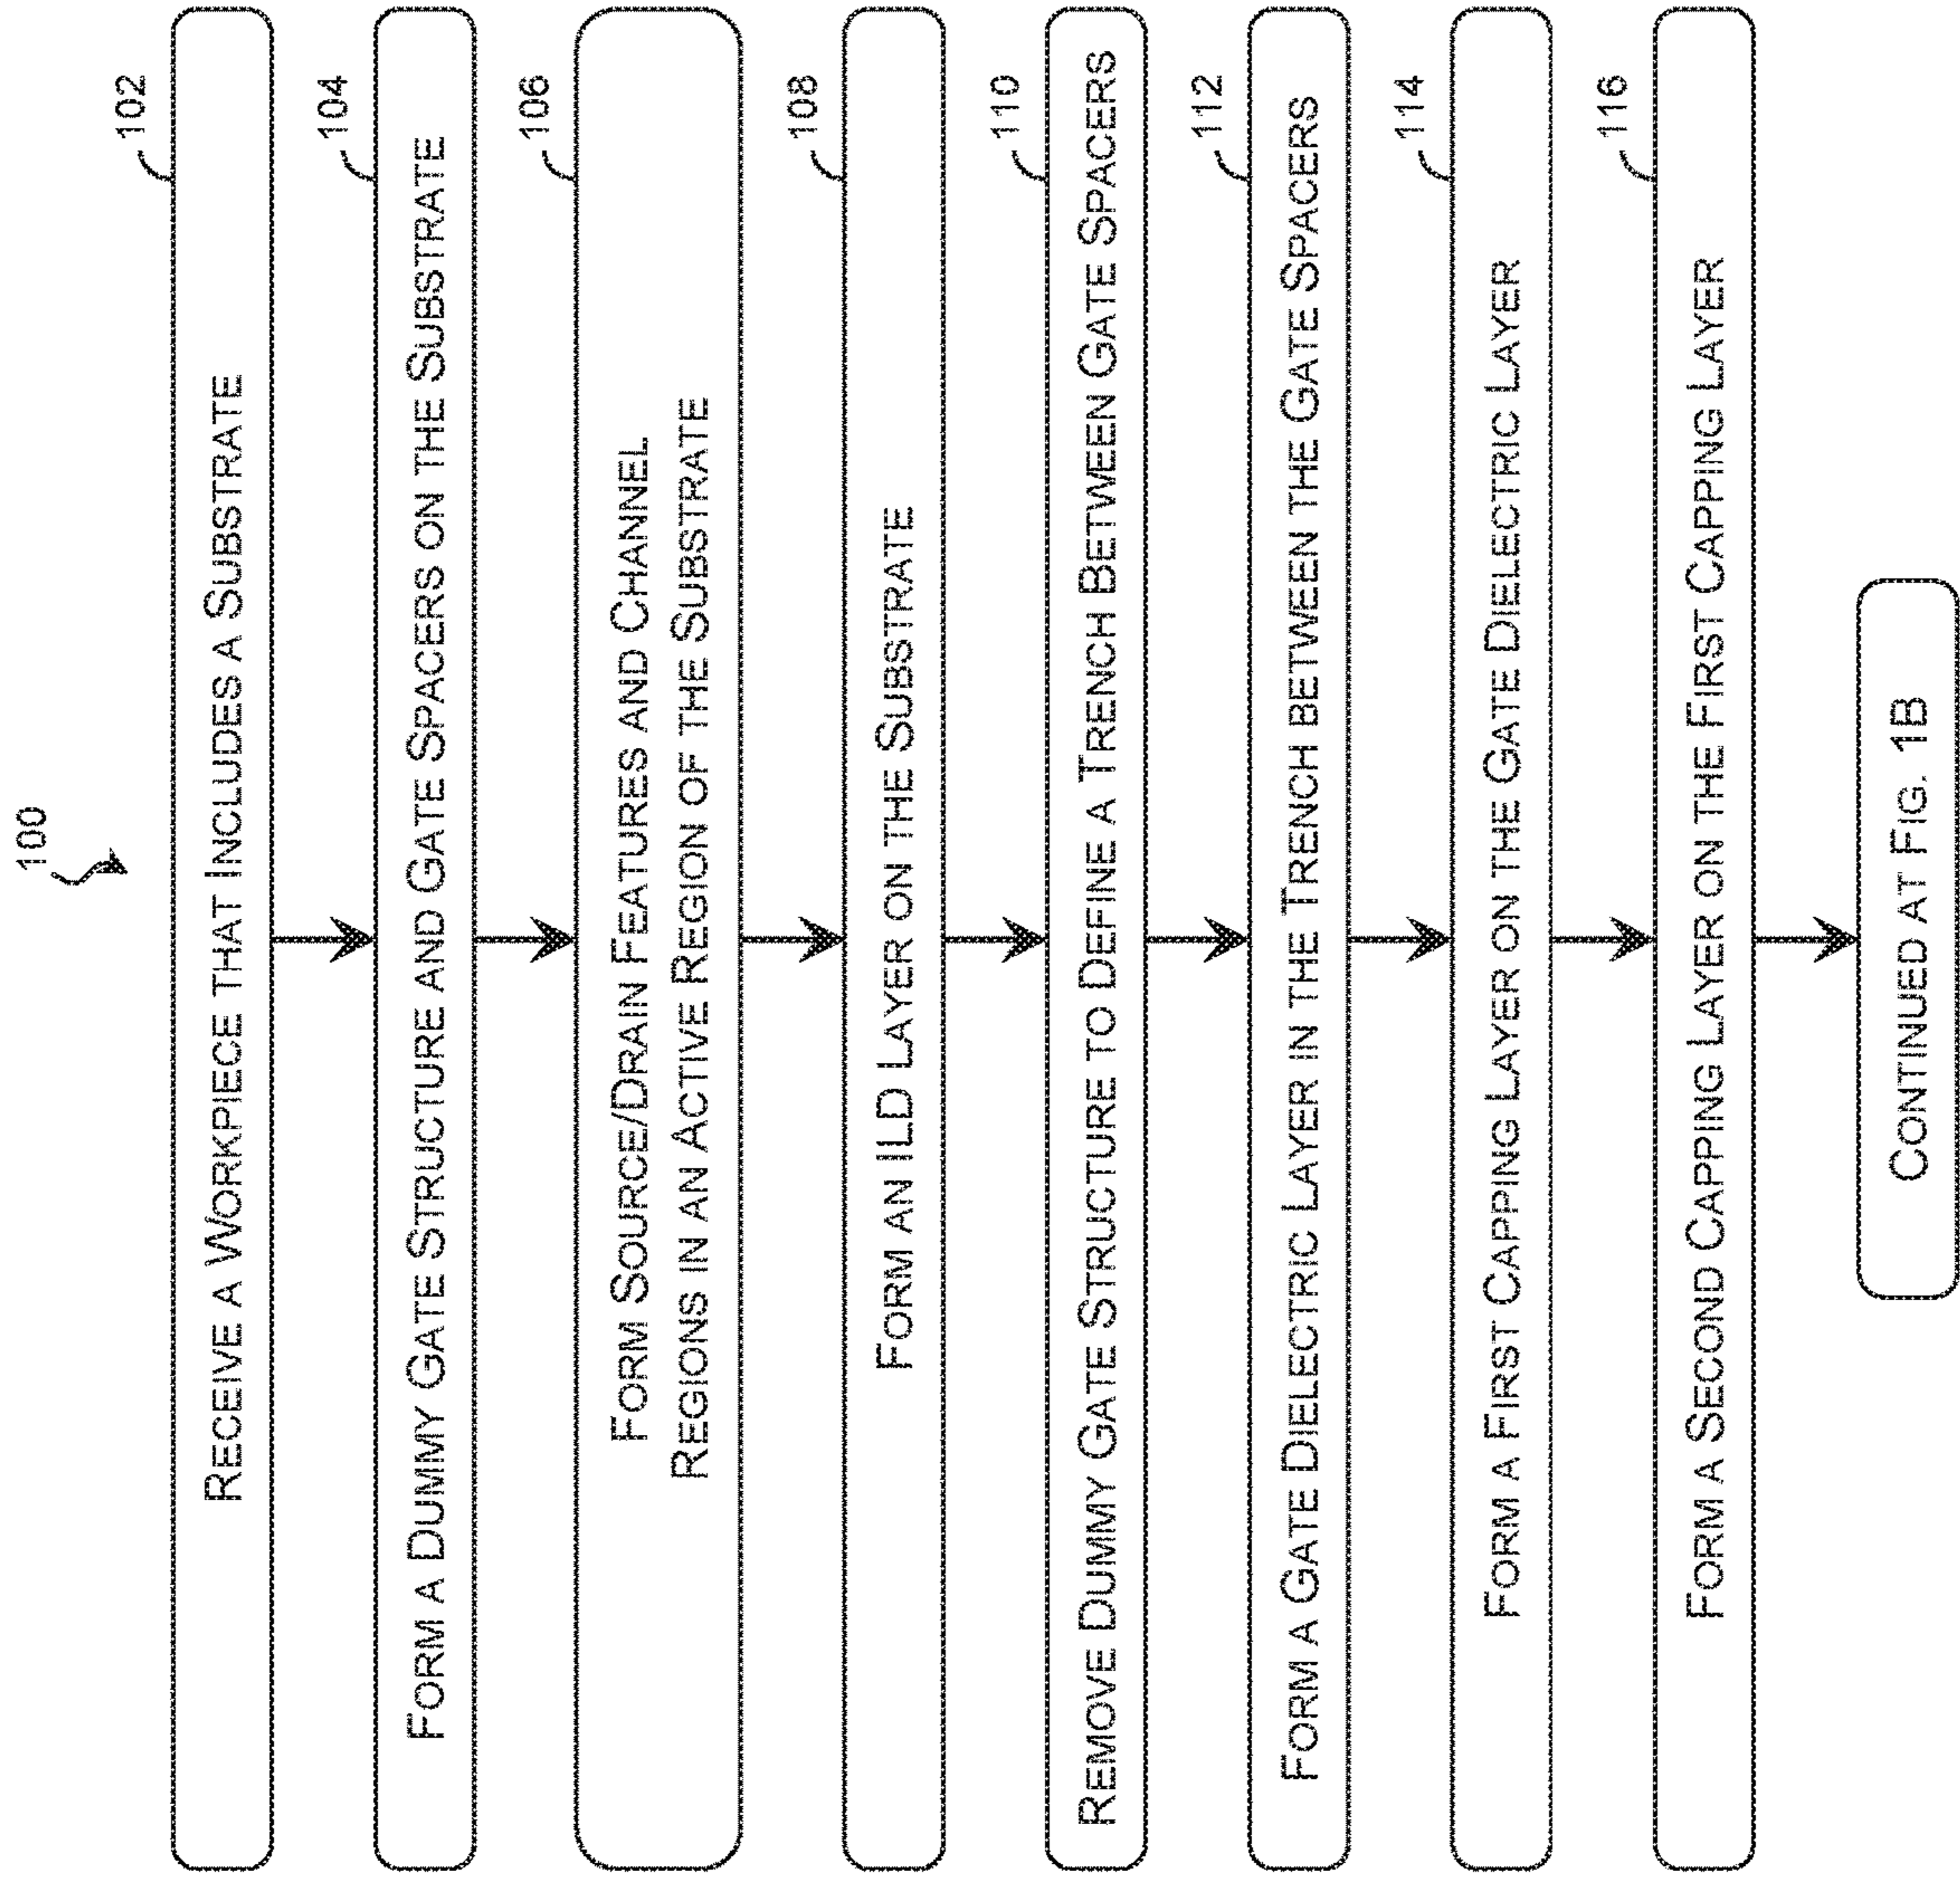 100
102
Receive a Workpiece that Includes a Substrate
104
Form a Dummy Gate Structure and Gate Spacers on the Substrate
106
Form Source/Drain Features and Channel
Regions in an Active Region of the Substrate
108
Form an ILD Layer on the Substrate
110
Remove Dummy Gate Structure to Define a Trench Between Gate Spacers
112
Form a Gate Dielectric Layer in the Trench between the Gate Spacers
114
Form a First Capping Layer on the Gate Dielectric Layer
116
Form a Second Capping Layer on the First Capping Layer
Continued at Fig. 1B